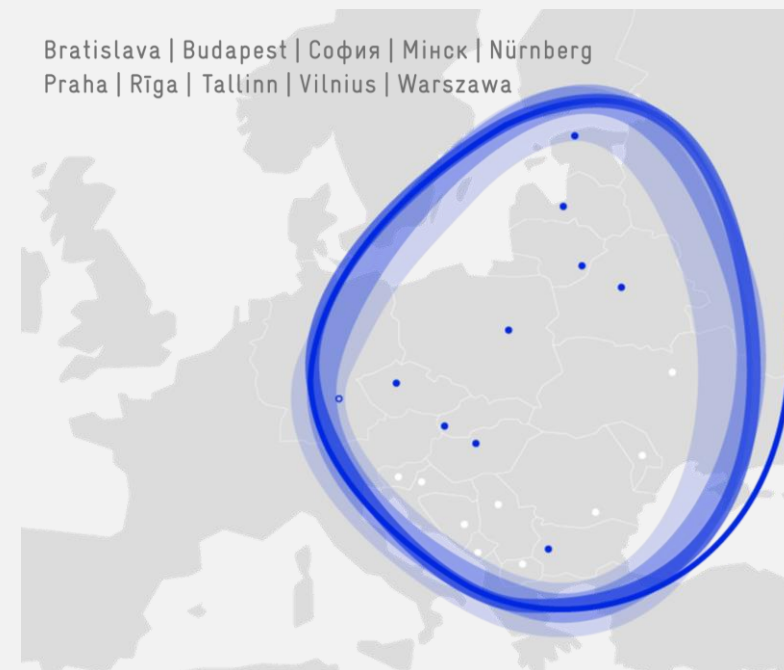 Bratislava | Budapest | София | Мінск | Nürnberg
Praha | Rīga | Tallinn | Vilnius | Warszawa